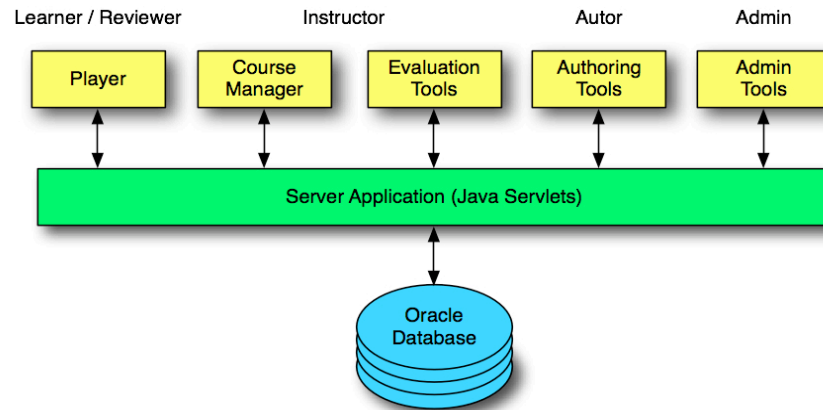 Learner / Reviewer
Instructor
Autor
Admin
Player
Course
Manager
Evaluation
Tools
Authoring
Tools
Admin
Tools
Server Application (Java Servlets)
Oracle
Database